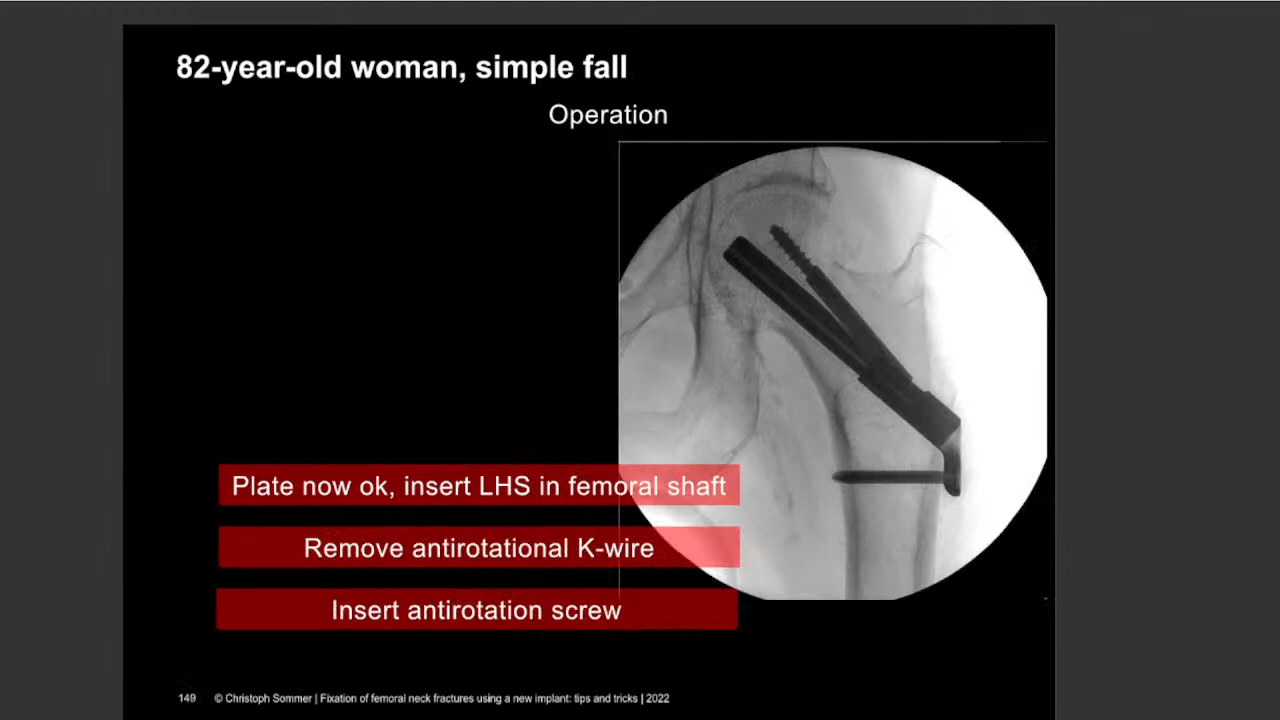 82-year-old woman, simple fall
Operation
Plate now ok, insert LHS in femoral shaft
Remove antirotational K-wire
Insert antirotation screw
149 © Christoph Sommer | Fixation of femoral neck fractures using a new implant: tips and tricks | 2022